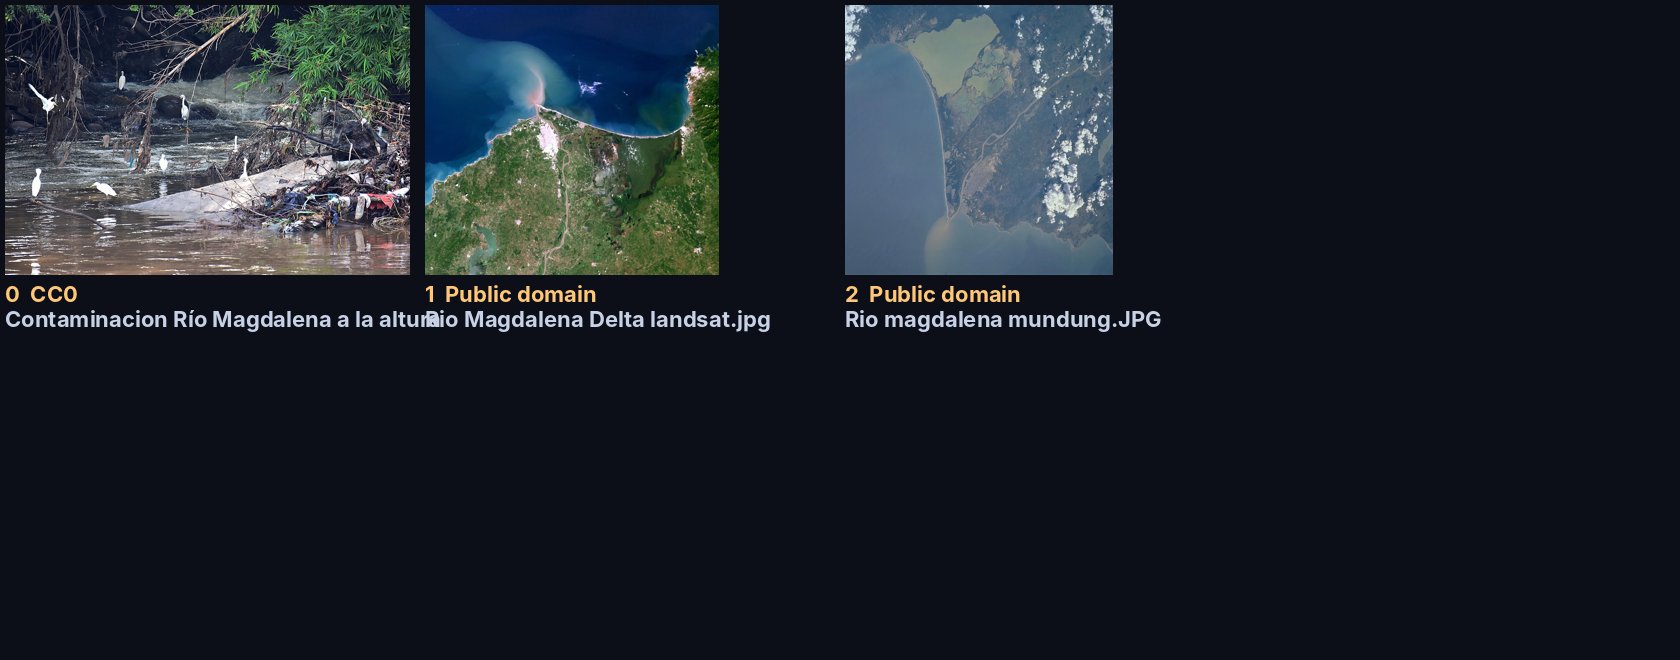 0 CC0
Contaminacion Río Magdalena a la altura
1 Public domain
Rio Magdalena Delta landsat.jpg
2 Public domain
Rio magdalena mundung.JPG